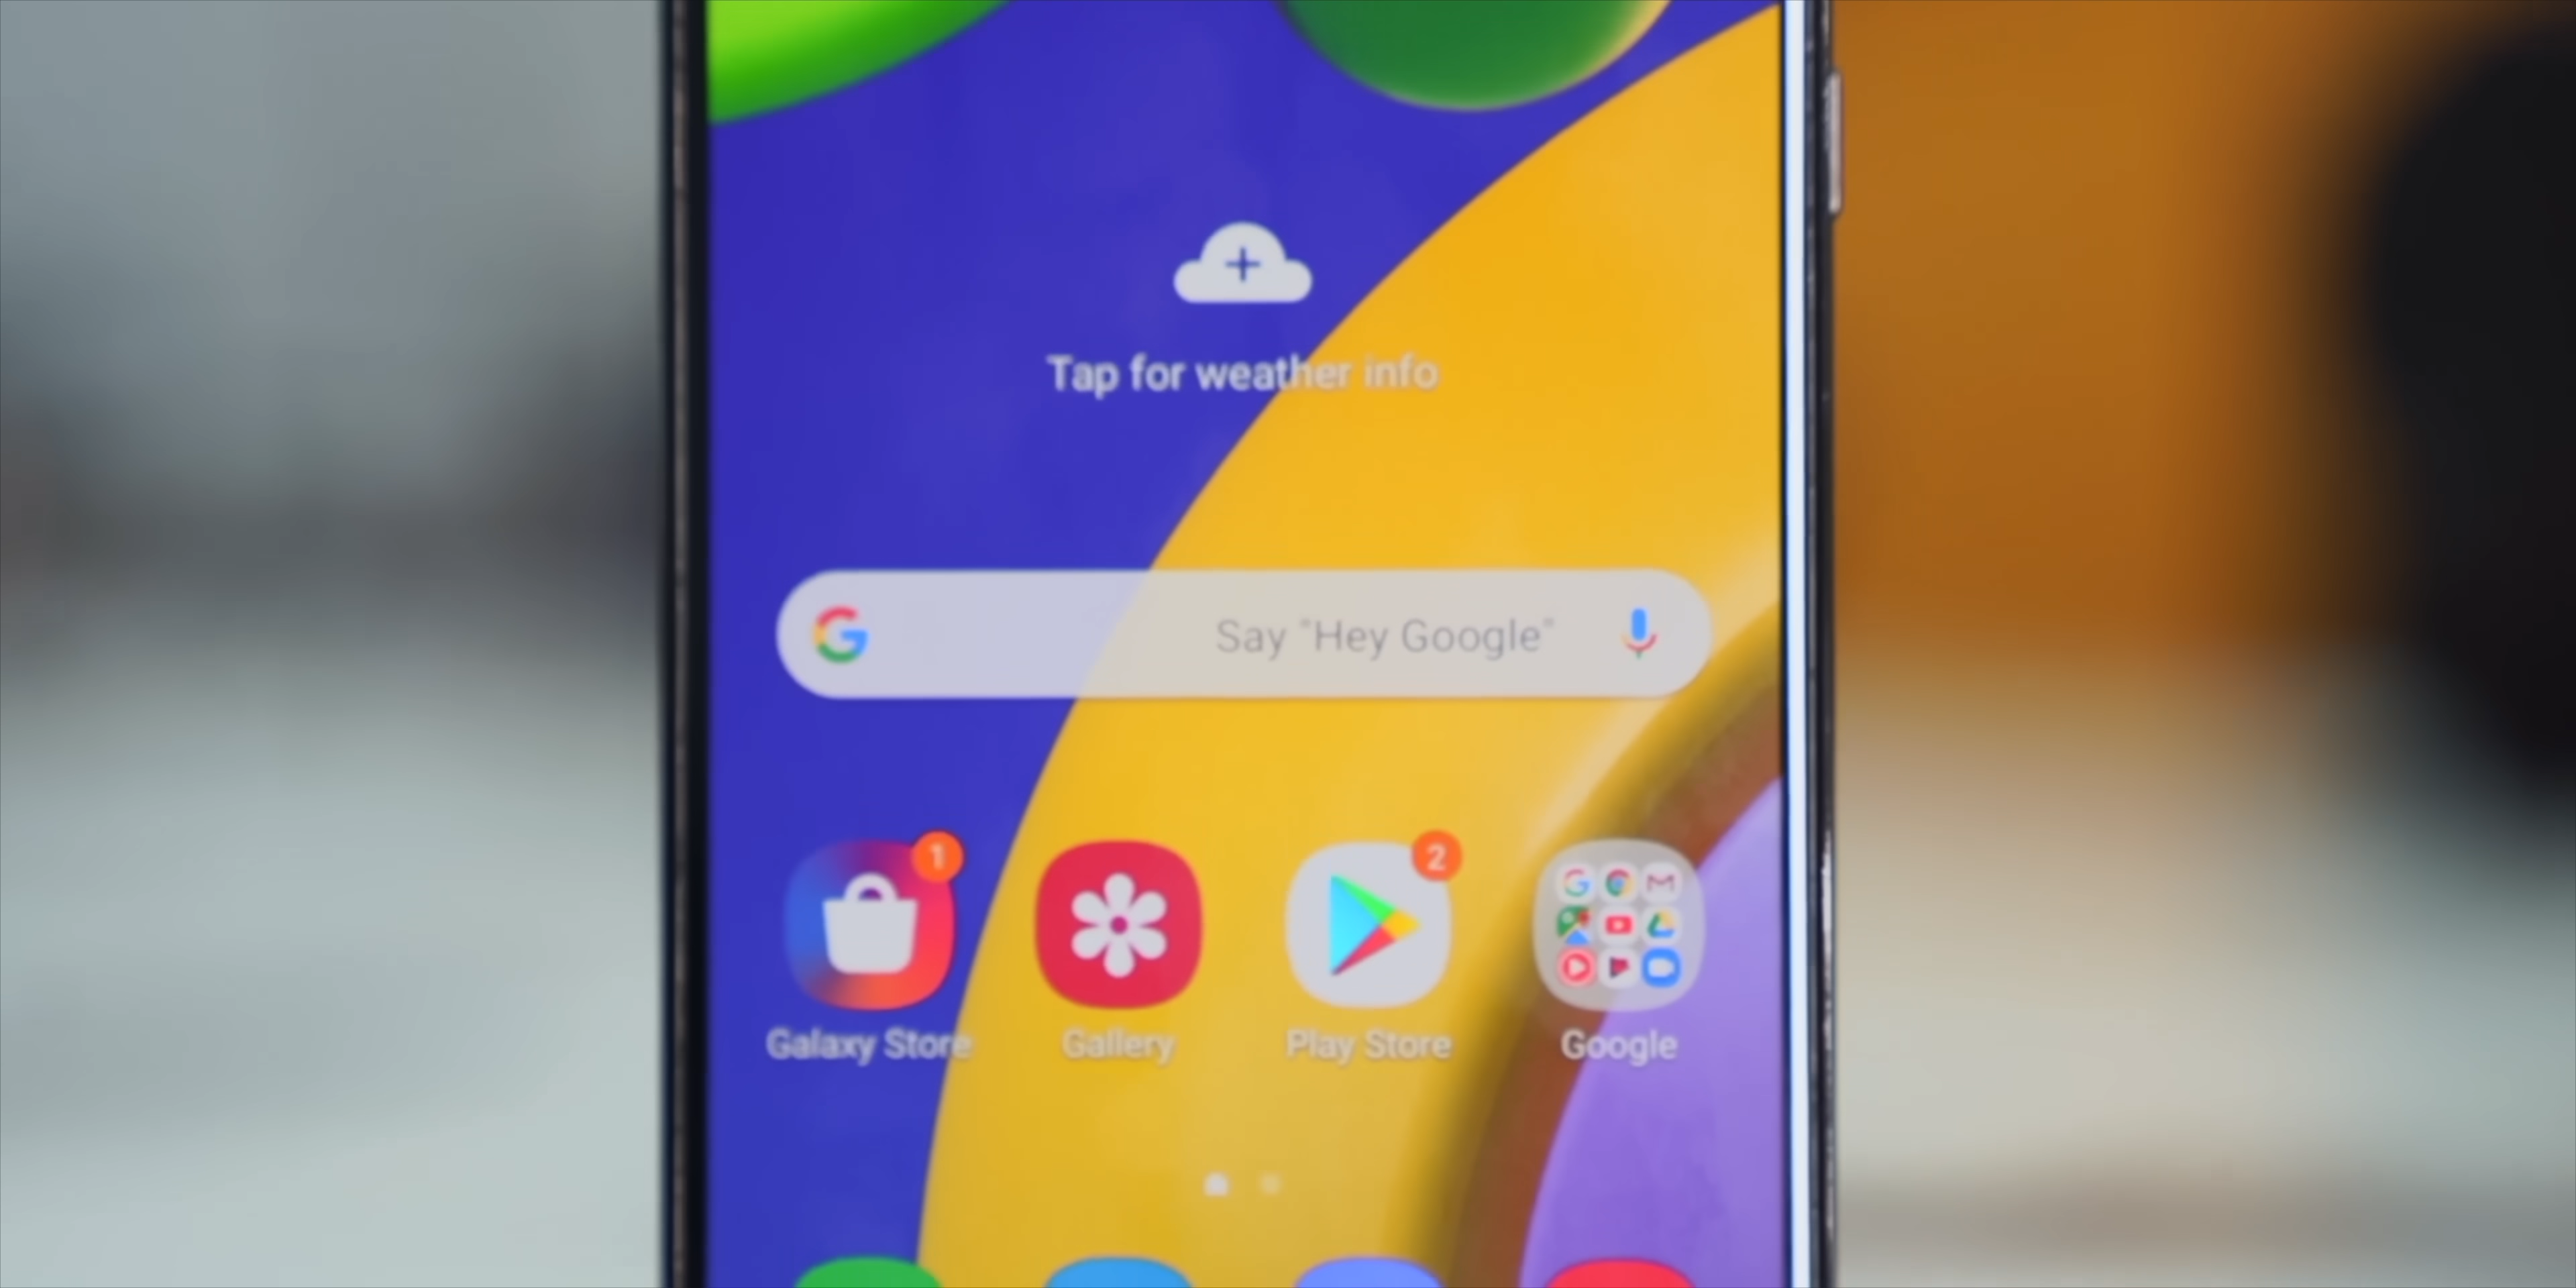 Tap for weather info
Say "Hey Google"
1
2
Galaxy Store
Gallery
Play Store
Google